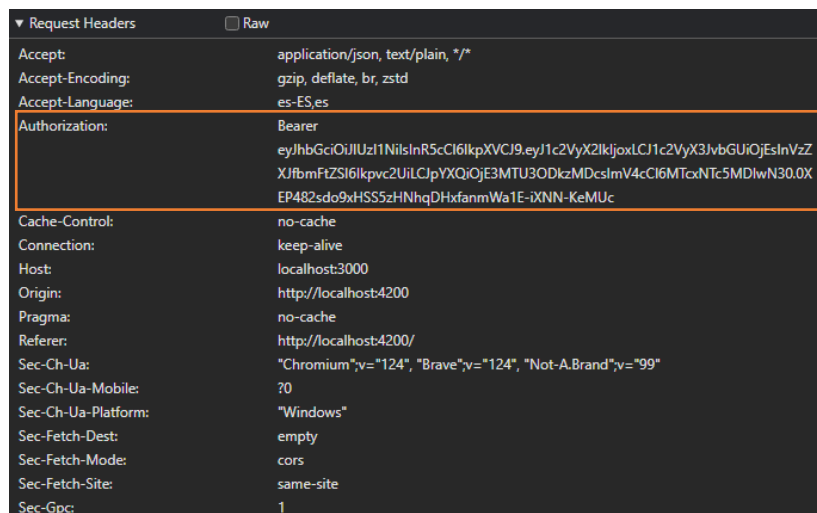 ▼ Request Headers Raw
Accept: application/json, text/plain, */*
Accept-Encoding: gzip, deflate, br, zstd
Accept-Language: es-ES,es
Authorization: Bearer
eyJhbGciOiJIUzI1NiIsInR5cCI6IkpXVCJ9.eyJ1c2VyX2lkIjoxLCJ1c2VyX3JvbGUiOjEsInVzZ
XJfbmFtZSI6Ikpvc2UiLCJpYXQiOjE3MTU3ODkzMDcsImV4cCI6MTcxNTc5MDIwN30.0X
EP482sdo9xHSS5zHNhqDHxfanmWa1E-iXNN-KeMUc
Cache-Control: no-cache
Connection: keep-alive
Host: localhost:3000
Origin: http://localhost:4200
Pragma: no-cache
Referer: http://localhost:4200/
Sec-Ch-Ua: "Chromium";v="124", "Brave";v="124", "Not-A.Brand";v="99"
Sec-Ch-Ua-Mobile: ?0
Sec-Ch-Ua-Platform: "Windows"
Sec-Fetch-Dest: empty
Sec-Fetch-Mode: cors
Sec-Fetch-Site: same-site
Sec-Gpc: 1